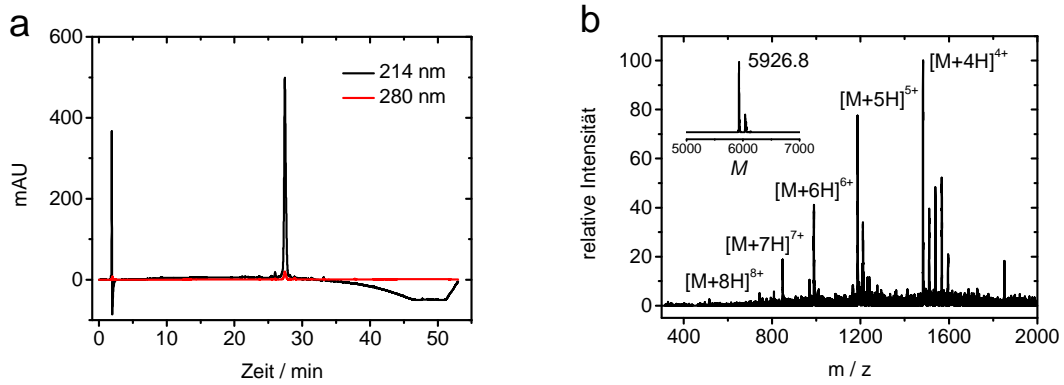 a
600
400
200
0
mAU
214 nm
280 nm
0 10 20 30 40 50
Zeit / min
b
100
80
60
40
20
0
relative Intensität
5926.8
5000 6000 7000
M
[M+4H]4+
[M+5H]5+
[M+6H]6+
[M+7H]7+
[M+8H]8+
400 800 1200 1600 2000
m / z